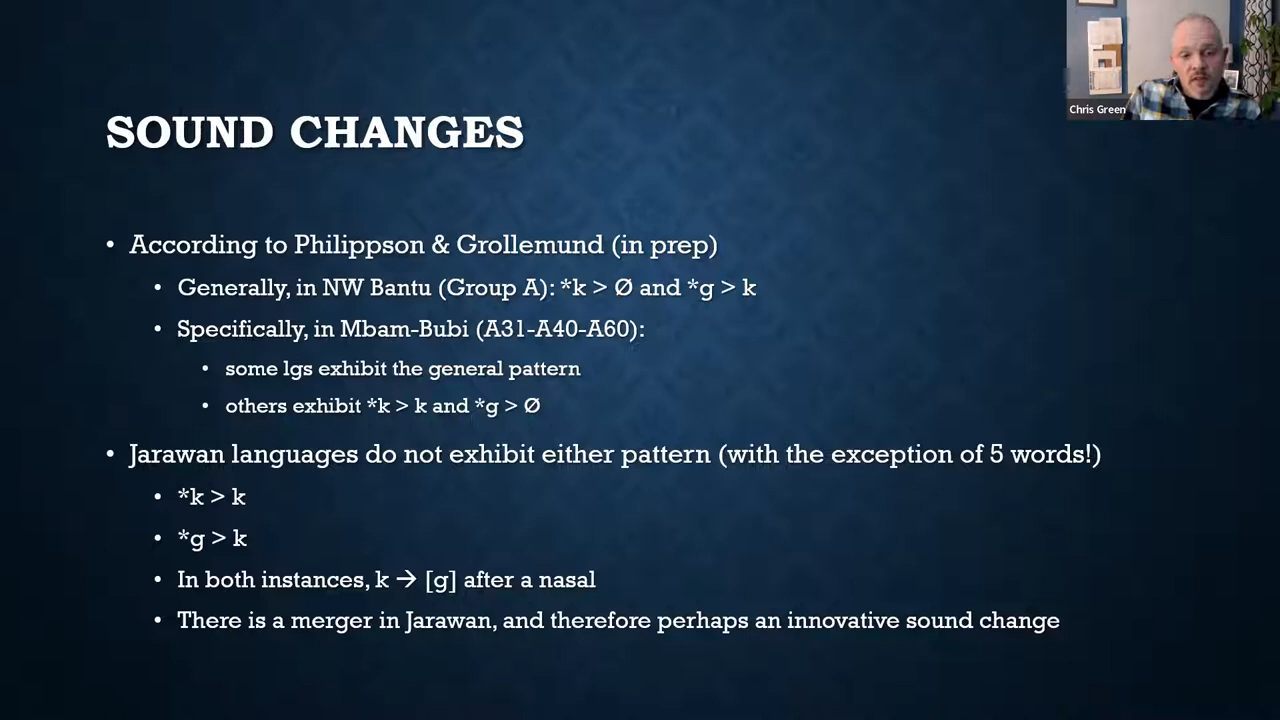 Chris Green
SOUND CHANGES
• According to Philippson & Grollemund (in prep)
• Generally, in NW Bantu (Group A): *k > Ø and *g > k
• Specifically, in Mbam-Bubi (A31-A40-A60):
• some lgs exhibit the general pattern
• others exhibit *k > k and *g > Ø
• Jarawan languages do not exhibit either pattern (with the exception of 5 words!)
• *k > k
• *g > k
• In both instances, k → [g] after a nasal
• There is a merger in Jarawan, and therefore perhaps an innovative sound change